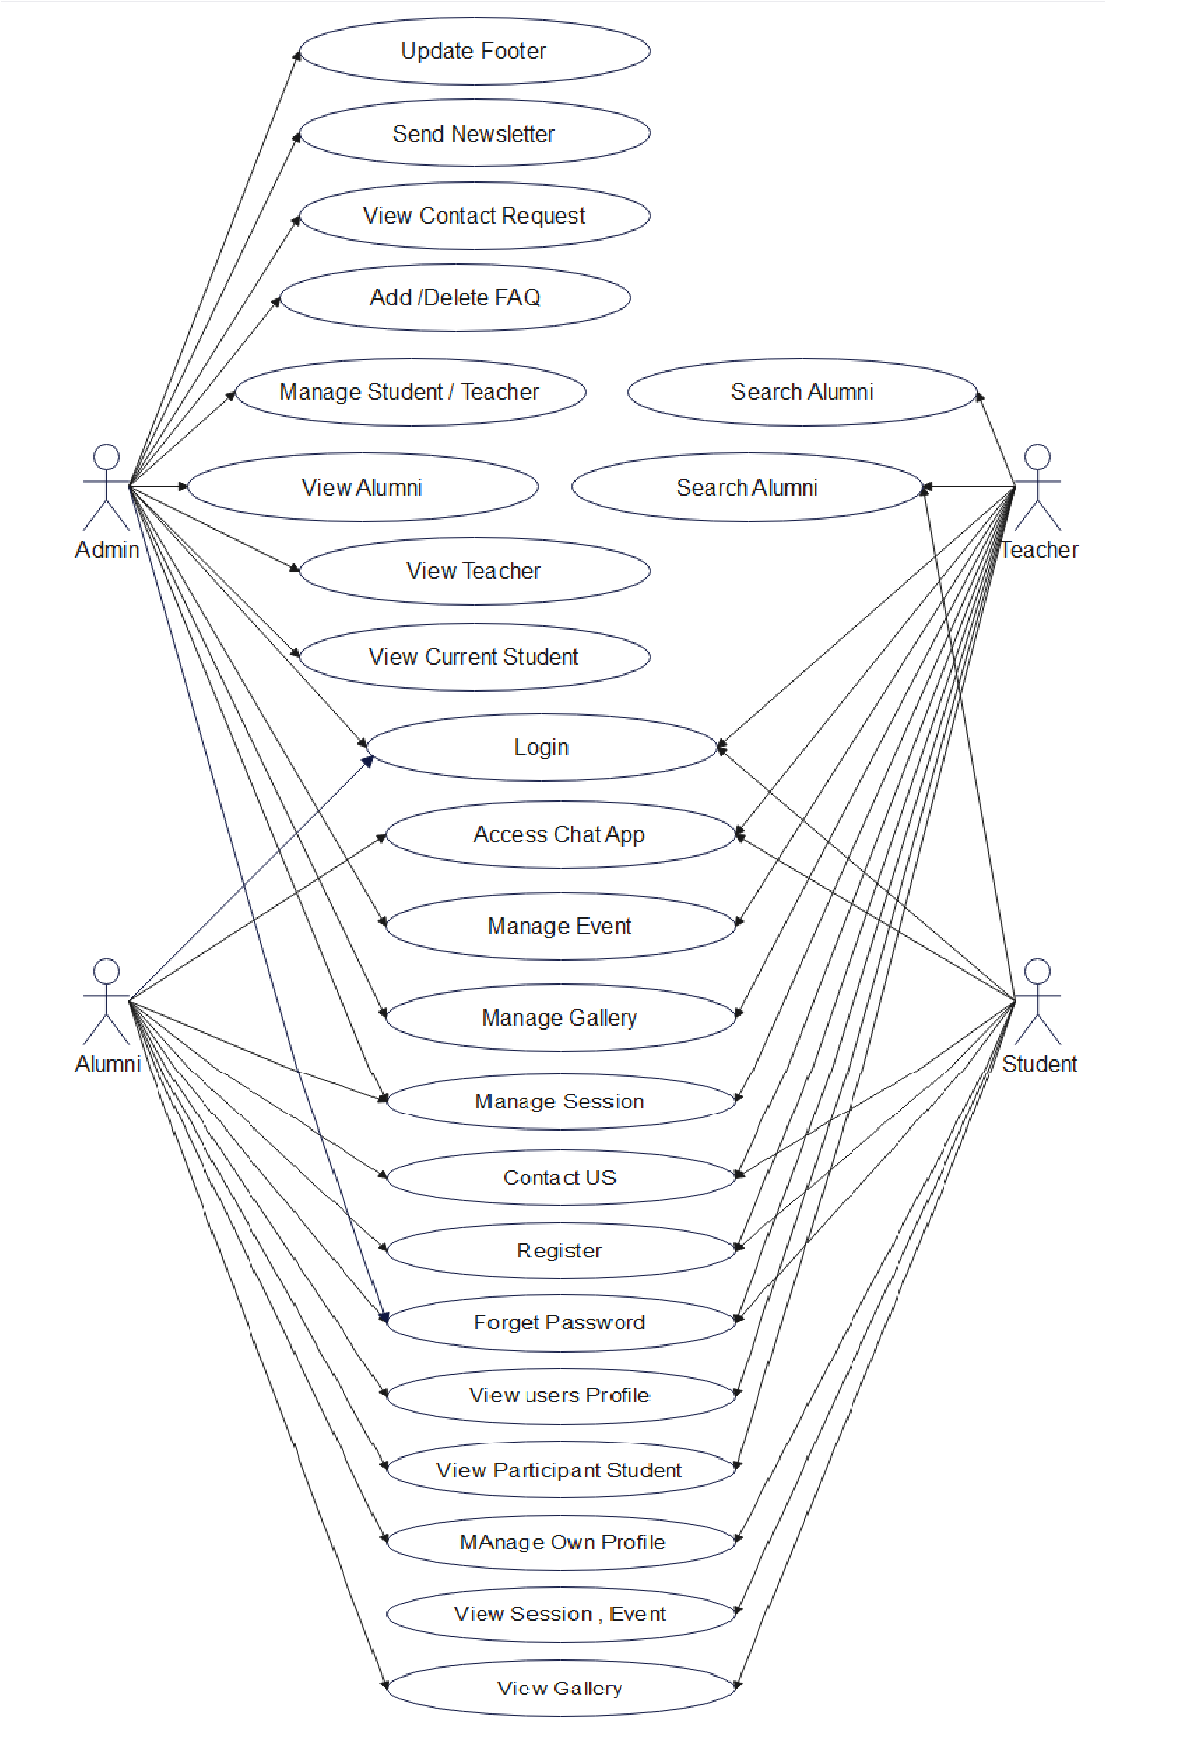 Update Footer
Send Newsletter
View Contact Request
Add /Delete FAQ
Manage Student / Teacher
Search Alumni
View Alumni
Search Alumni
Admin
Teacher
View Teacher
View Current Student
Login
Access Chat App
Manage Event
Manage Gallery
Alumni
Student
Manage Session
Contact US
Register
Forget Password
View users Profile
View Participant Student
MAnage Own Profile
View Session , Event
View Gallery